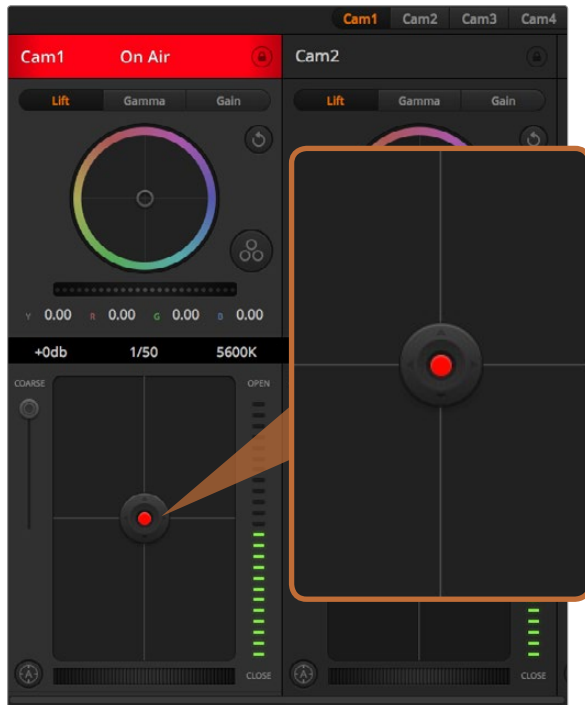 Cam1 Cam2 Cam3 Cam4
Cam1 On Air
Cam2
Lift Gamma Gain
Lift Gamma Gain
Y 0.00 R 0.00 G 0.00 B 0.00
+0db 1/50 5600K
COARSE OPEN
A CLOSE
A CLOSE